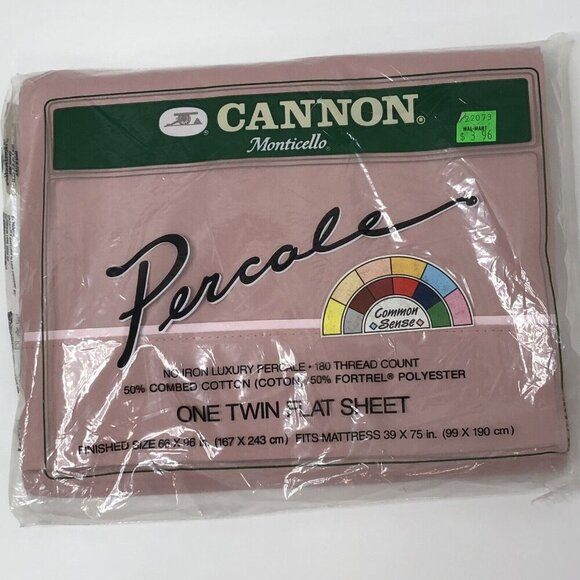 CANNON®
Monticello®
22073
WAL-MART
$3.96
Percale
Common
Sense
NO IRON LUXURY PERCALE • 180 THREAD COUNT
50% COMBED COTTON (COTON) 50% FORTREL® POLYESTER
ONE TWIN FLAT SHEET
FINISHED SIZE 66 X 96 in. (167 X 243 cm) FITS MATTRESS 39 X 75 in. (99 X 190 cm)